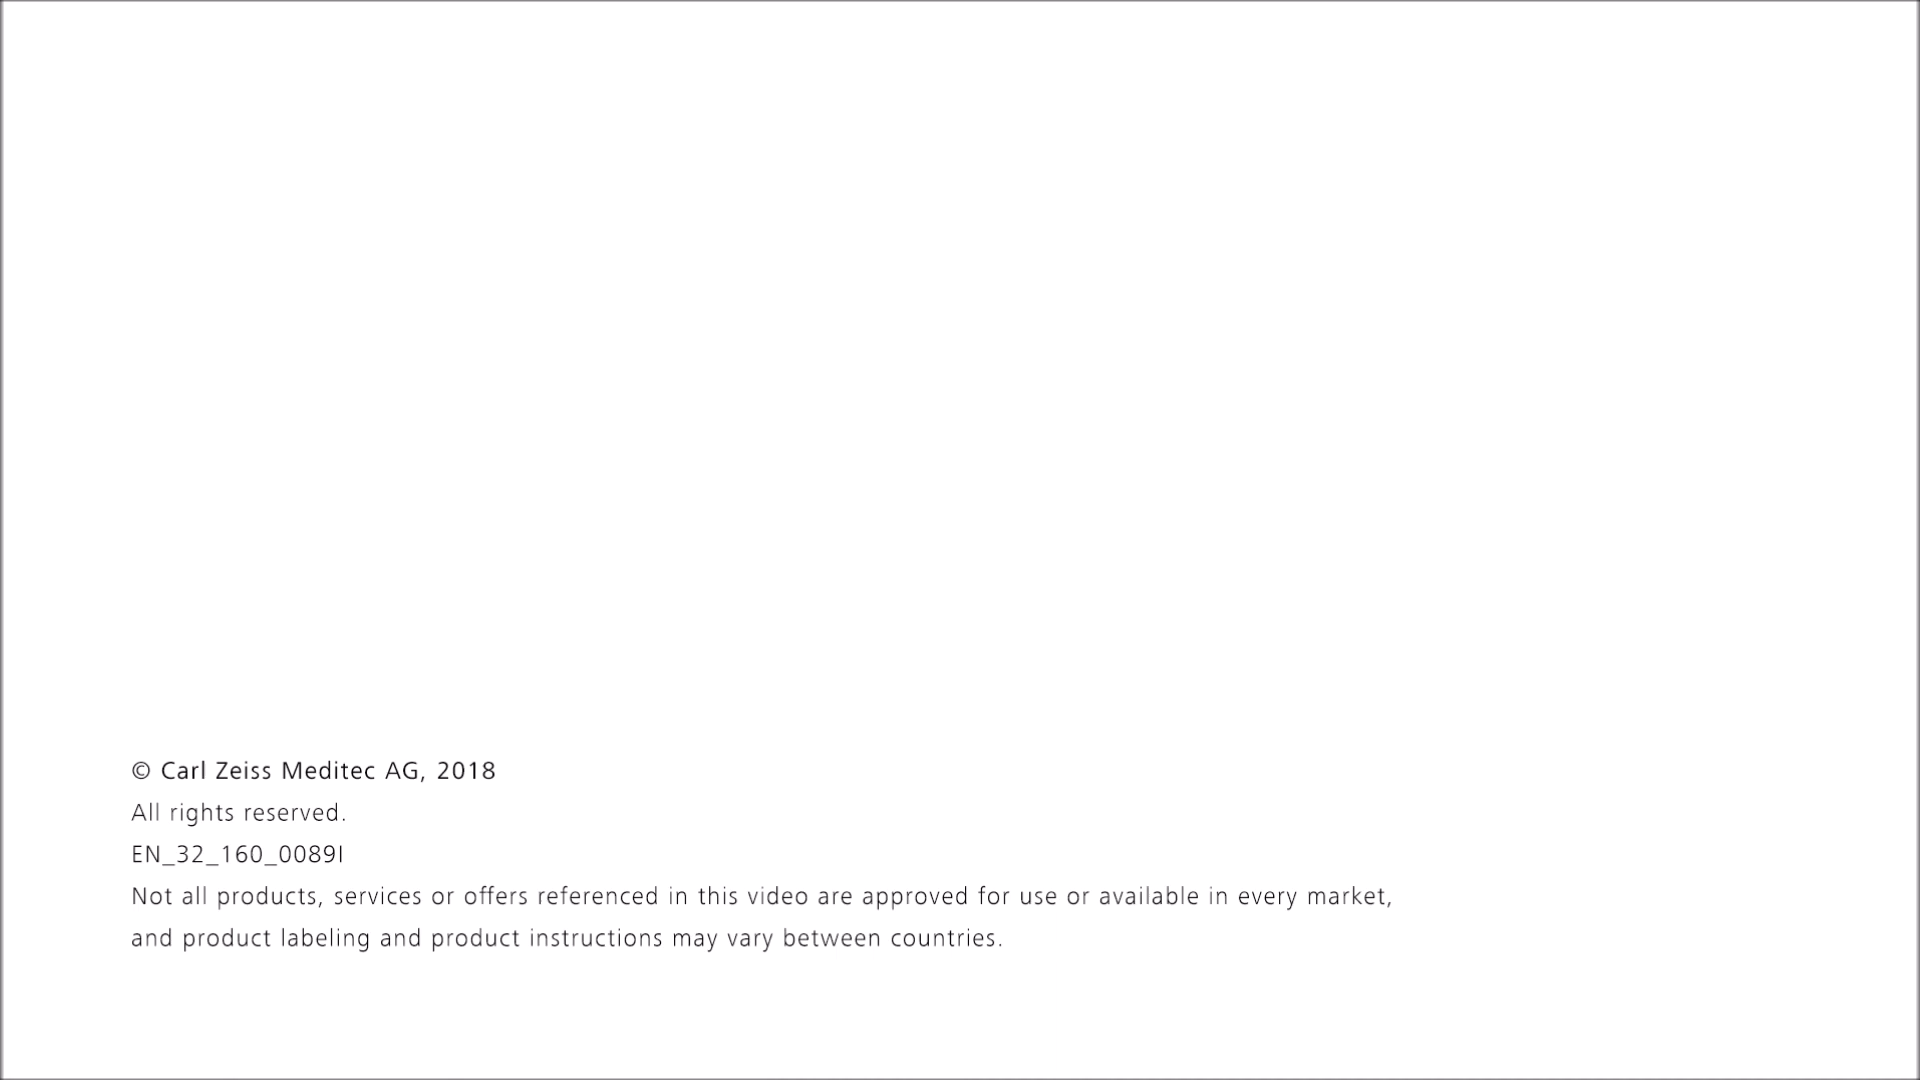 © Carl Zeiss Meditec AG, 2018
All rights reserved.
EN_32_160_0089I
Not all products, services or offers referenced in this video are approved for use or available in every market,
and product labeling and product instructions may vary between countries.